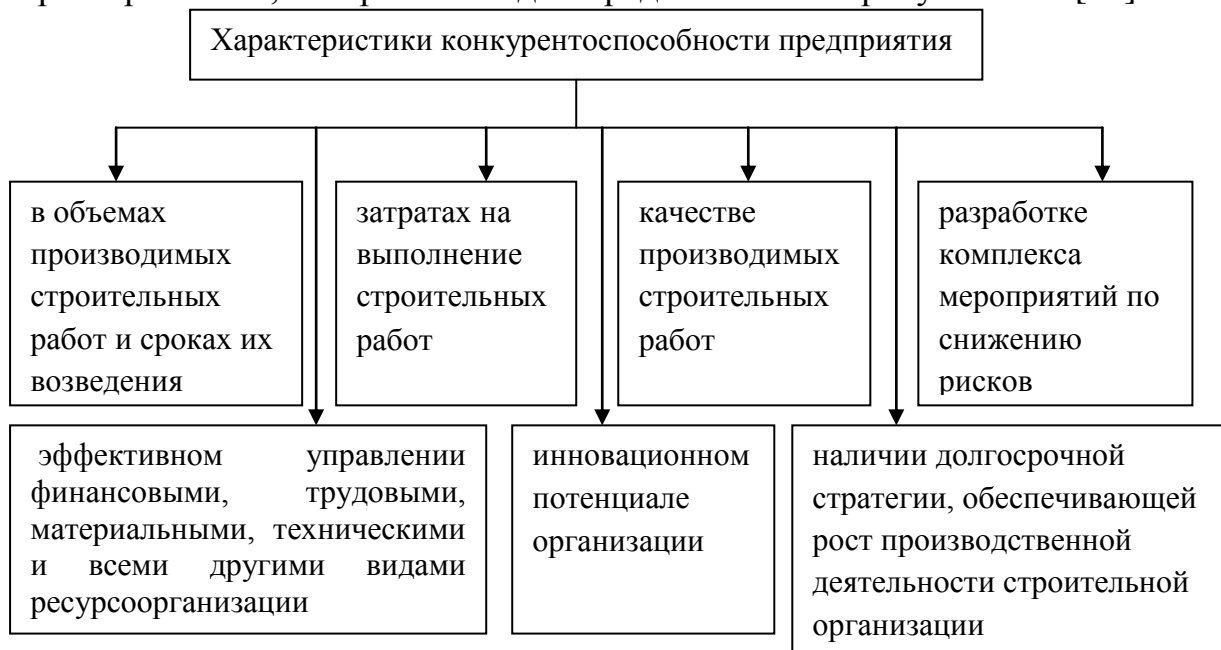 Характеристики конкурентоспособности предприятия
в объемах
производимых
строительных
работ и сроках их
возведения
затратах на
выполнение
строительных
работ
качестве
производимых
строительных
работ
разработке
комплекса
мероприятий по
снижению
рисков
эффективном управлении
финансовыми, трудовыми,
материальными, техническими
и всеми другими видами
ресурсоорганизации
инновационном
потенциале
организации
наличии долгосрочной
стратегии, обеспечивающей
рост производственной
деятельности строительной
организации